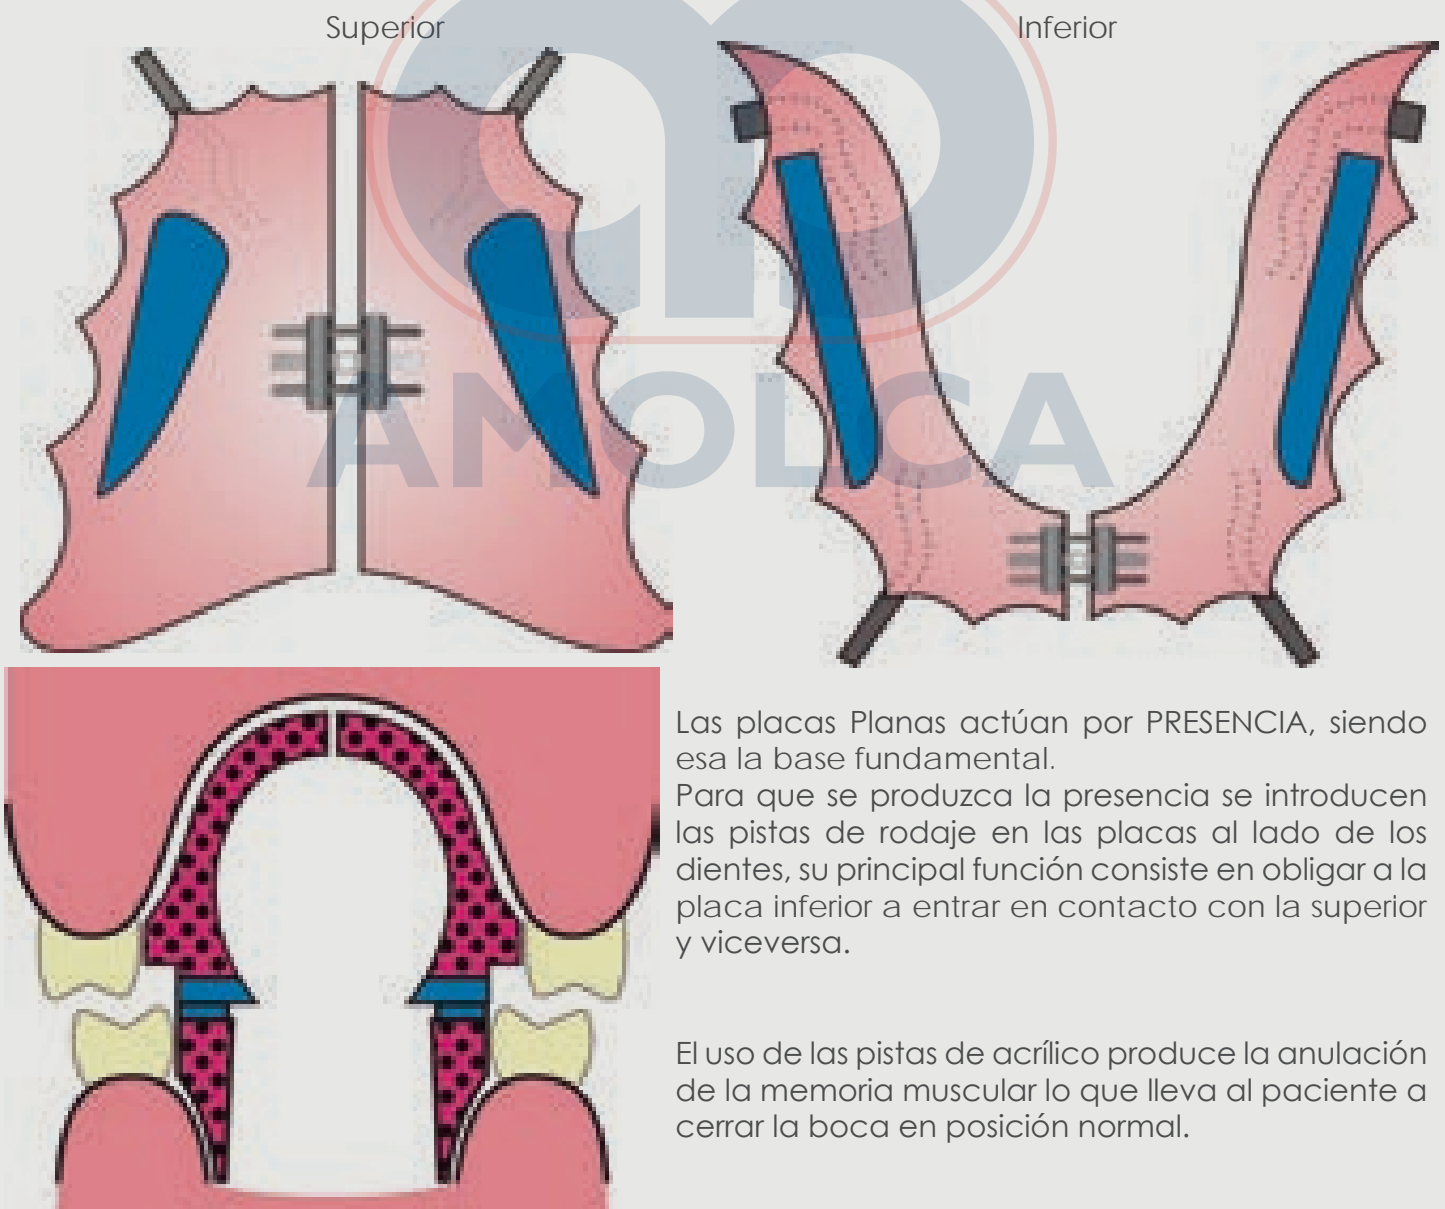 Superior
Inferior
AMOLCA
Las placas Planas actúan por PRESENCIA, siendo
esa la base fundamental.
Para que se produzca la presencia se introducen
las pistas de rodaje en las placas al lado de los
dientes, su principal función consiste en obligar a la
placa inferior a entrar en contacto con la superior
y viceversa.
El uso de las pistas de acrílico produce la anulación
de la memoria muscular lo que lleva al paciente a
cerrar la boca en posición normal.